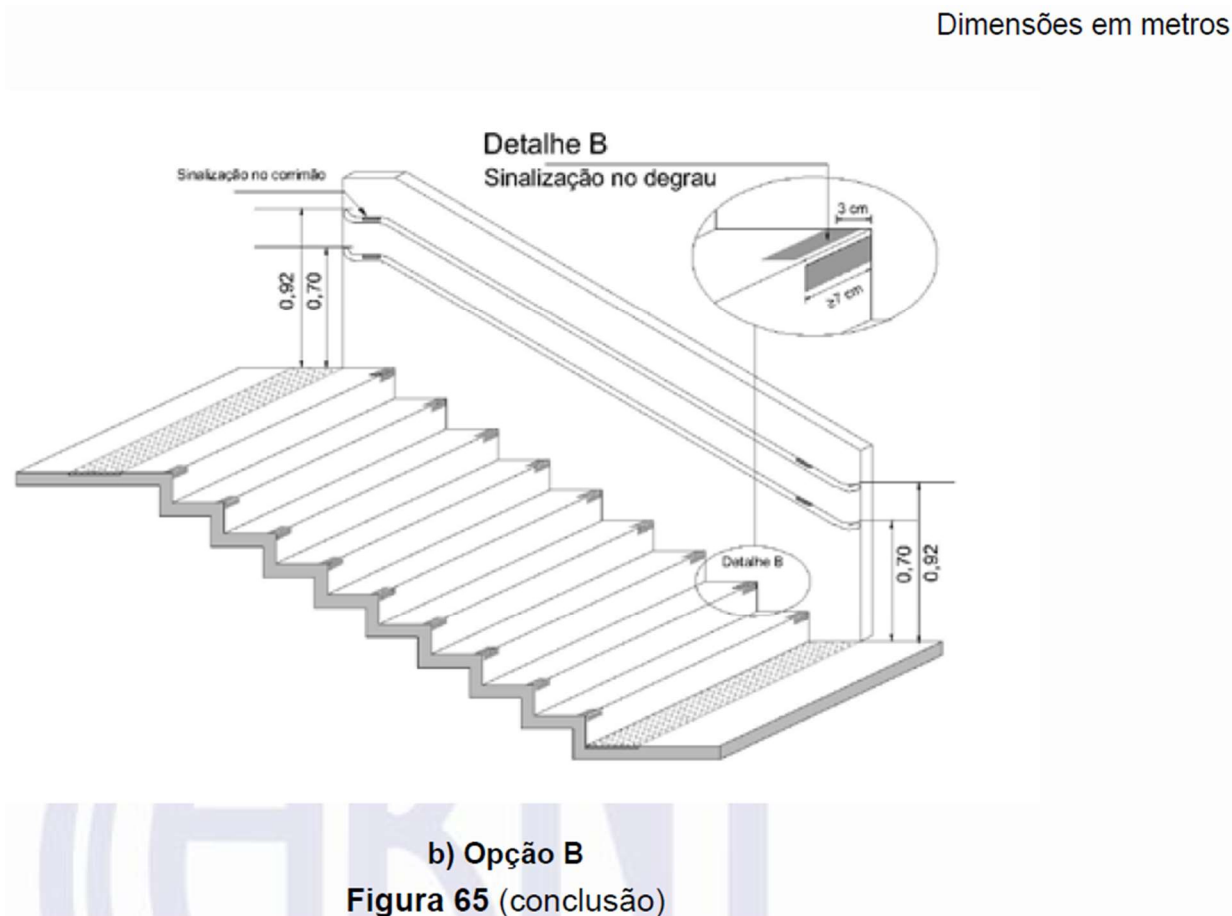 Dimensões em metros
Detalhe B
Sinalização no degrau
Sinalização no corrimão
3 cm
≥7 cm
0,92
0,70
Detalhe B
0,70
0,92
b) Opção B
Figura 65 (conclusão)